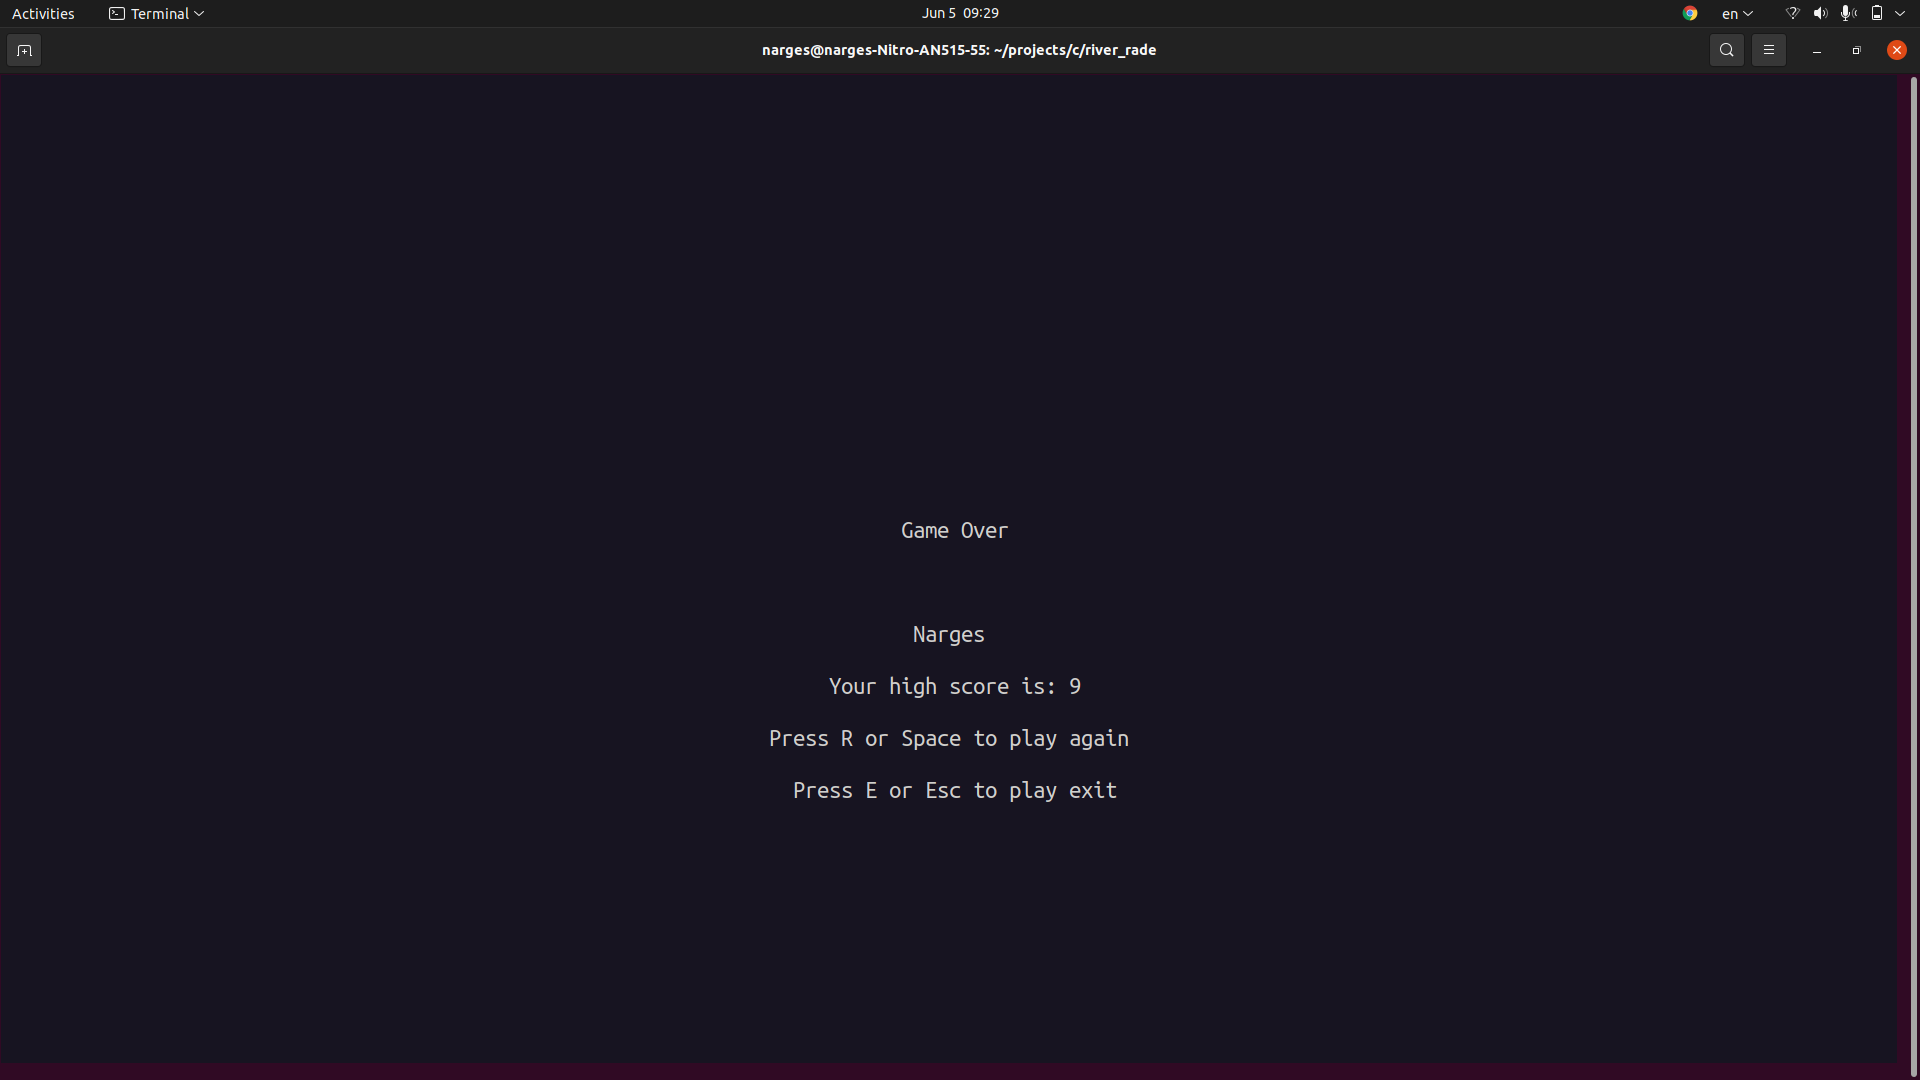 Activities Terminal Jun 5 09:29 en
narges@narges-Nitro-AN515-55: ~/projects/c/river_rade
Game Over
Narges
Your high score is: 9
Press R or Space to play again
Press E or Esc to play exit